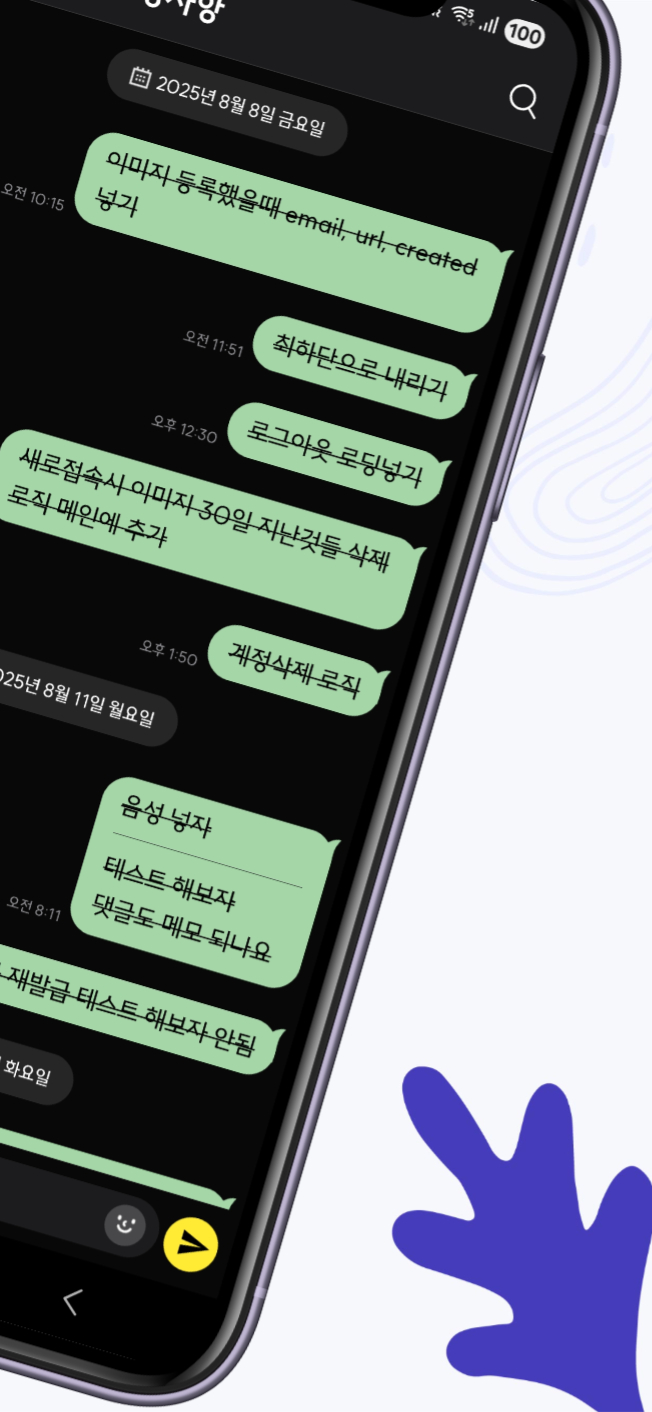 100
2025년 8월 8일 금요일
이미지 등록했을때 email, url, created
넣기
오전 10:15
최하단으로 내리기
오전 11:51
로그아웃 로딩넣기
오후 12:30
새로접속시 이미지 30일 지난것들 삭제
로직 메인에 추가
계정삭제 로직
오후 1:50
025년 8월 11일 월요일
음성 넣자
테스트 해보자
댓글도 메모 되나요
오전 8:11
재발급 테스트 해보자 안됨
화요일